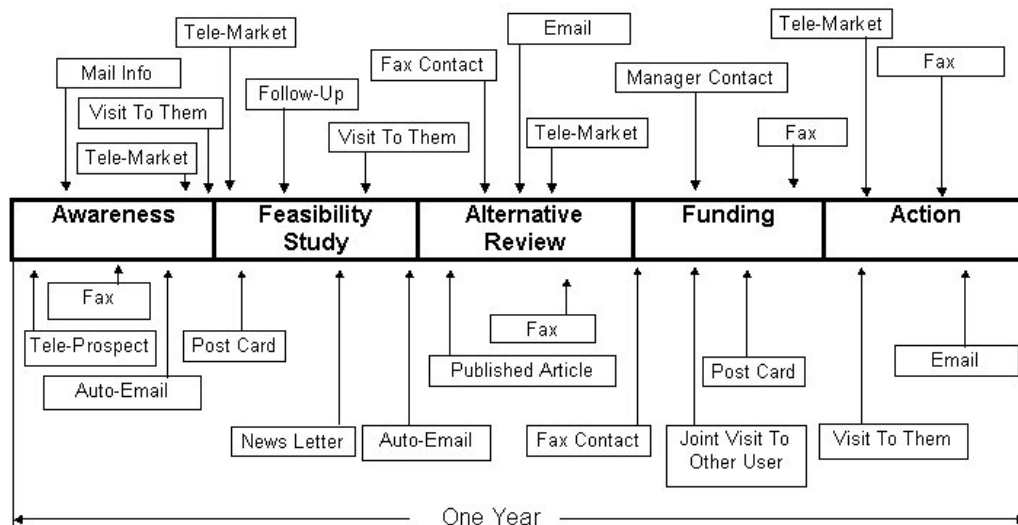 Tele-Market
Email
Tele-Market
Mail Info
Fax Contact
Manager Contact
Fax
Visit To Them
Follow-Up
Tele-Market
Visit To Them
Tele-Market
Fax
Awareness
Feasibility
Study
Alternative
Review
Funding
Action
Fax
Tele-Prospect
Post Card
Fax
Auto-Email
Published Article
Post Card
Email
News Letter
Auto-Email
Fax Contact
Joint Visit To
Other User
Visit To Them
One Year